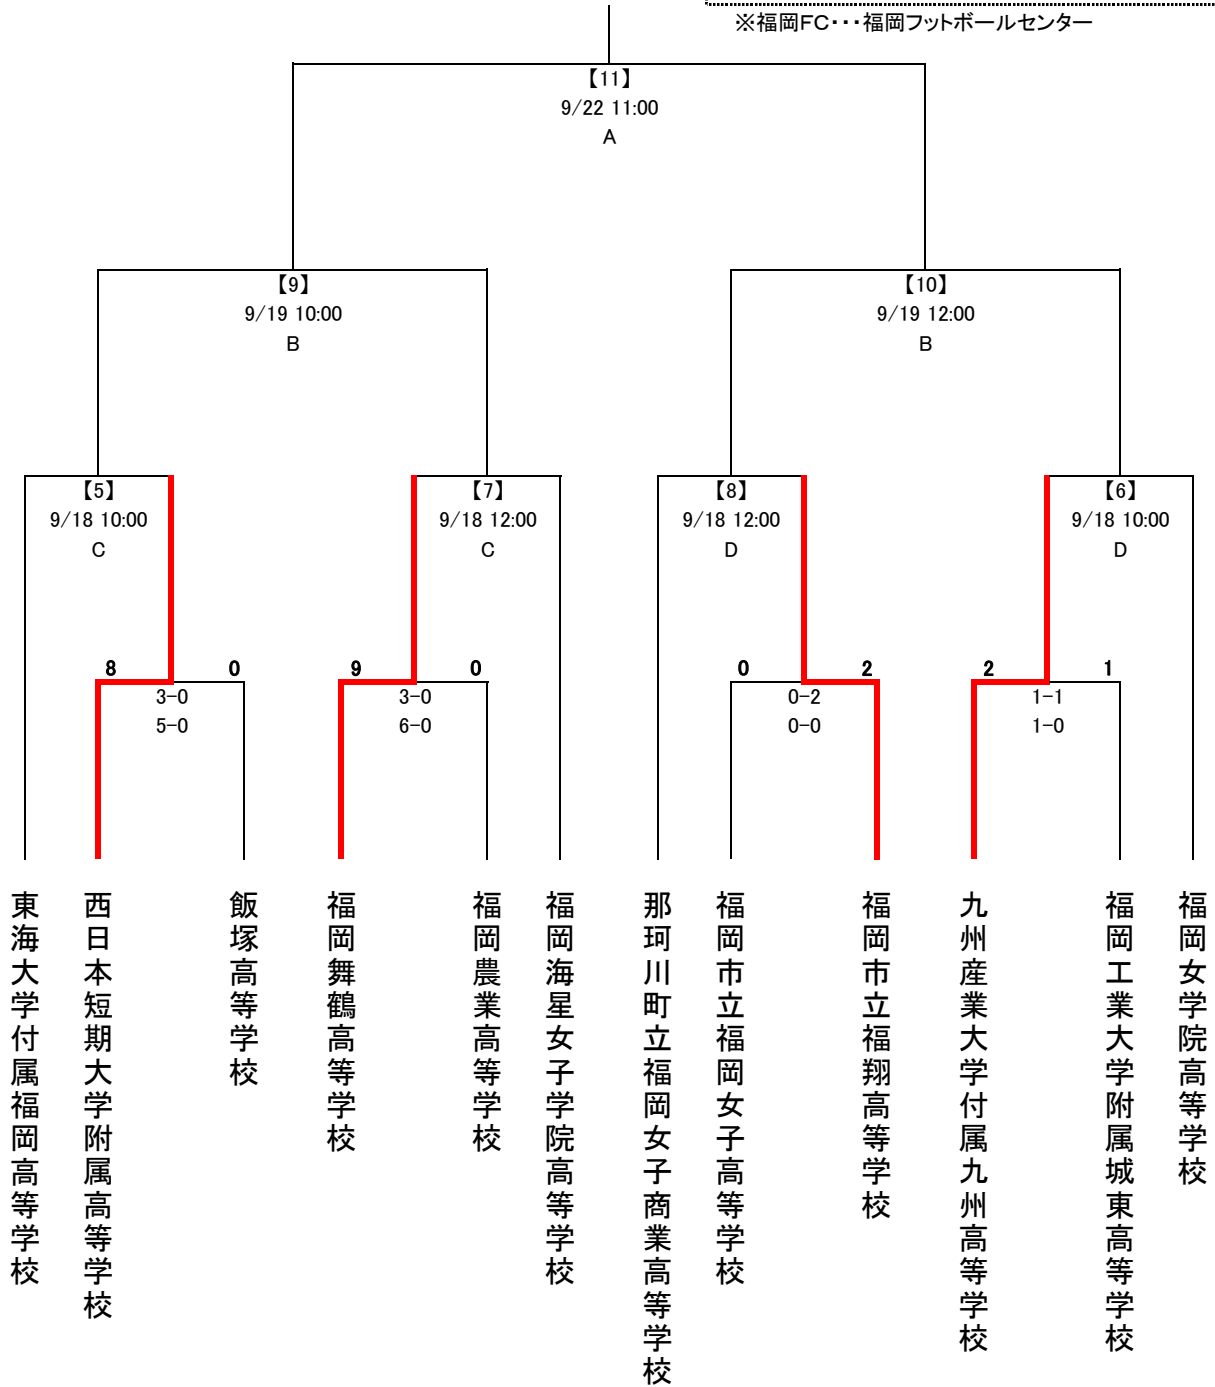 ※福岡FC・・・福岡フットボールセンター
【11】
9/22 11:00
A
【9】
9/19 10:00
B
【10】
9/19 12:00
B
【5】
9/18 10:00
C
【7】
9/18 12:00
C
【8】
9/18 12:00
D
【6】
9/18 10:00
D
8 0
3-0
5-0
9 0
3-0
6-0
0 2
0-2
0-0
2 1
1-1
1-0
東海大学付属福岡高等学校
西日本短期大学附属高等学校
飯塚高等学校
福岡舞鶴高等学校
福岡農業高等学校
福岡海星女子学院高等学校
那珂川町立福岡女子商業高等学校
福岡市立福岡女子高等学校
福岡市立福翔高等学校
九州産業大学付属九州高等学校
福岡工業大学附属城東高等学校
福岡女学院高等学校